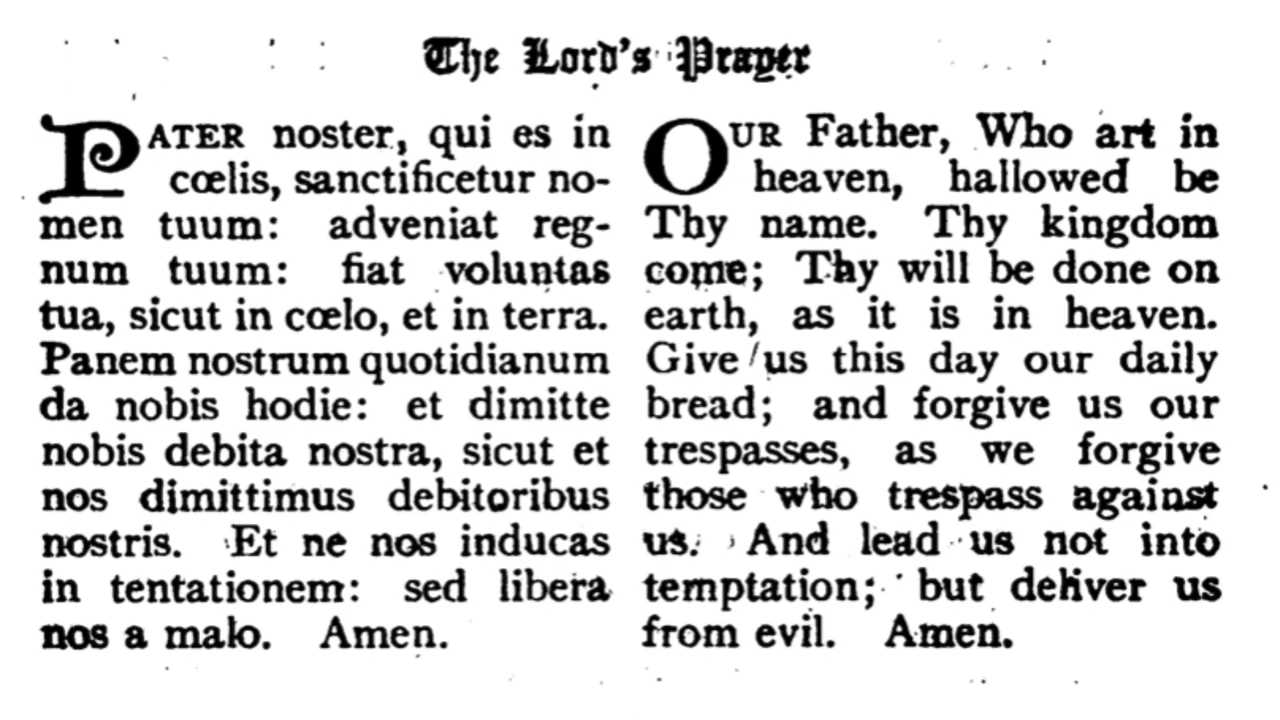 The Lord's Prayer
PATER noster, qui es in
cœlis, sanctificetur no-
men tuum: adveniat reg-
num tuum: fiat voluntas
tua, sicut in cœlo, et in terra.
Panem nostrum quotidianum
da nobis hodie: et dimitte
nobis debita nostra, sicut et
nos dimittimus debitoribus
nostris. Et ne nos inducas
in tentationem: sed libera
nos a malo. Amen.
OUR Father, Who art in
heaven, hallowed be
Thy name. Thy kingdom
come; Thy will be done on
earth, as it is in heaven.
Give us this day our daily
bread; and forgive us our
trespasses, as we forgive
those who trespass against
us. And lead us not into
temptation; but deliver us
from evil. Amen.